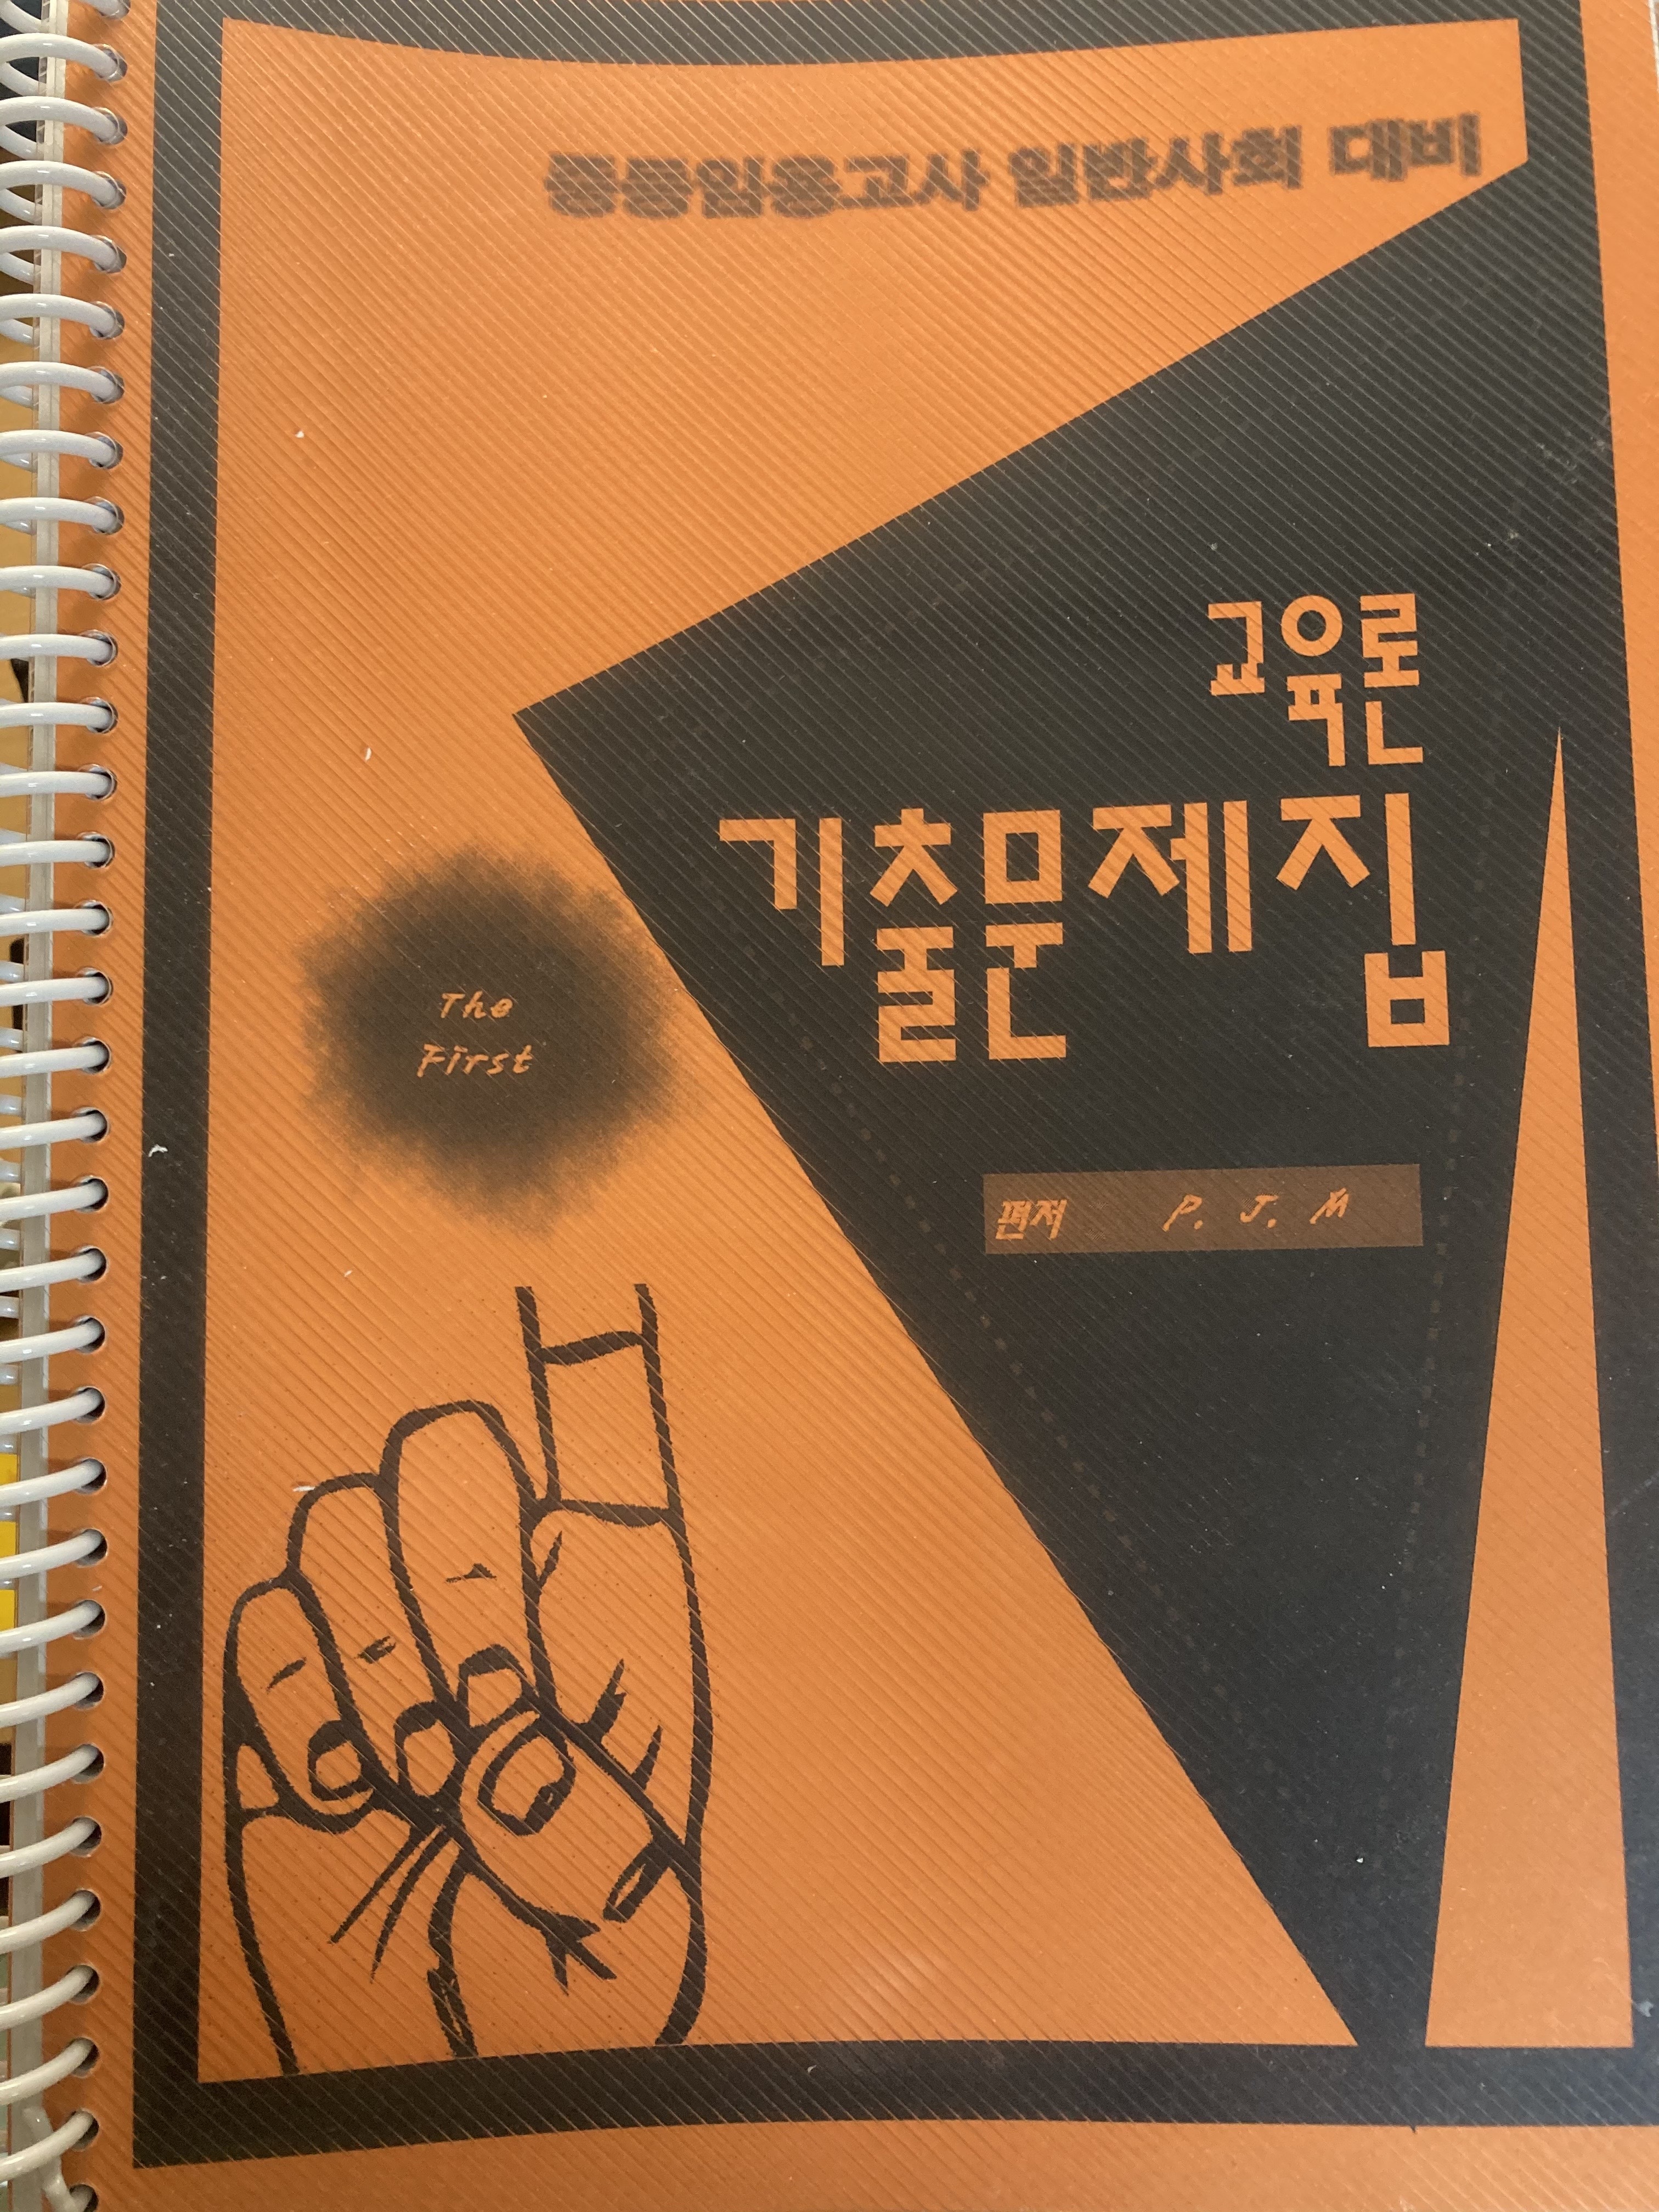 중등임용고사 일반사회 대비
교육론
기출문제집
The
First
편저 P. J. M